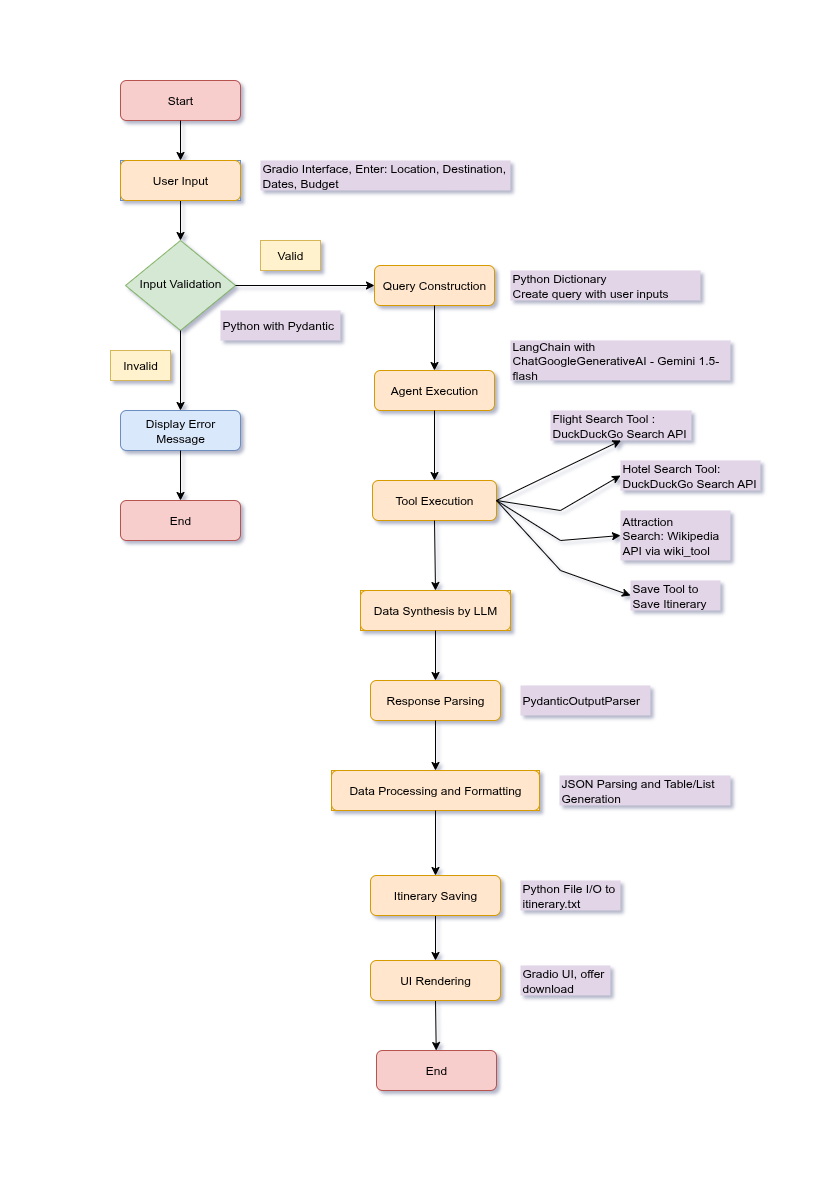 Start
User Input
Gradio Interface, Enter: Location, Destination,
Dates, Budget
Input Validation
Valid
Query Construction
Python Dictionary
Create query with user inputs
Python with Pydantic
Invalid
LangChain with
ChatGoogleGenerativeAI - Gemini 1.5-
flash
Agent Execution
Display Error
Message
Flight Search Tool :
DuckDuckGo Search API
Hotel Search Tool:
DuckDuckGo Search API
Tool Execution
End
Attraction
Search: Wikipedia
API via wiki_tool
Save Tool to
Save Itinerary
Data Synthesis by LLM
Response Parsing
PydanticOutputParser
Data Processing and Formatting
JSON Parsing and Table/List
Generation
Itinerary Saving
Python File I/O to
itinerary.txt
UI Rendering
Gradio UI, offer
download
End